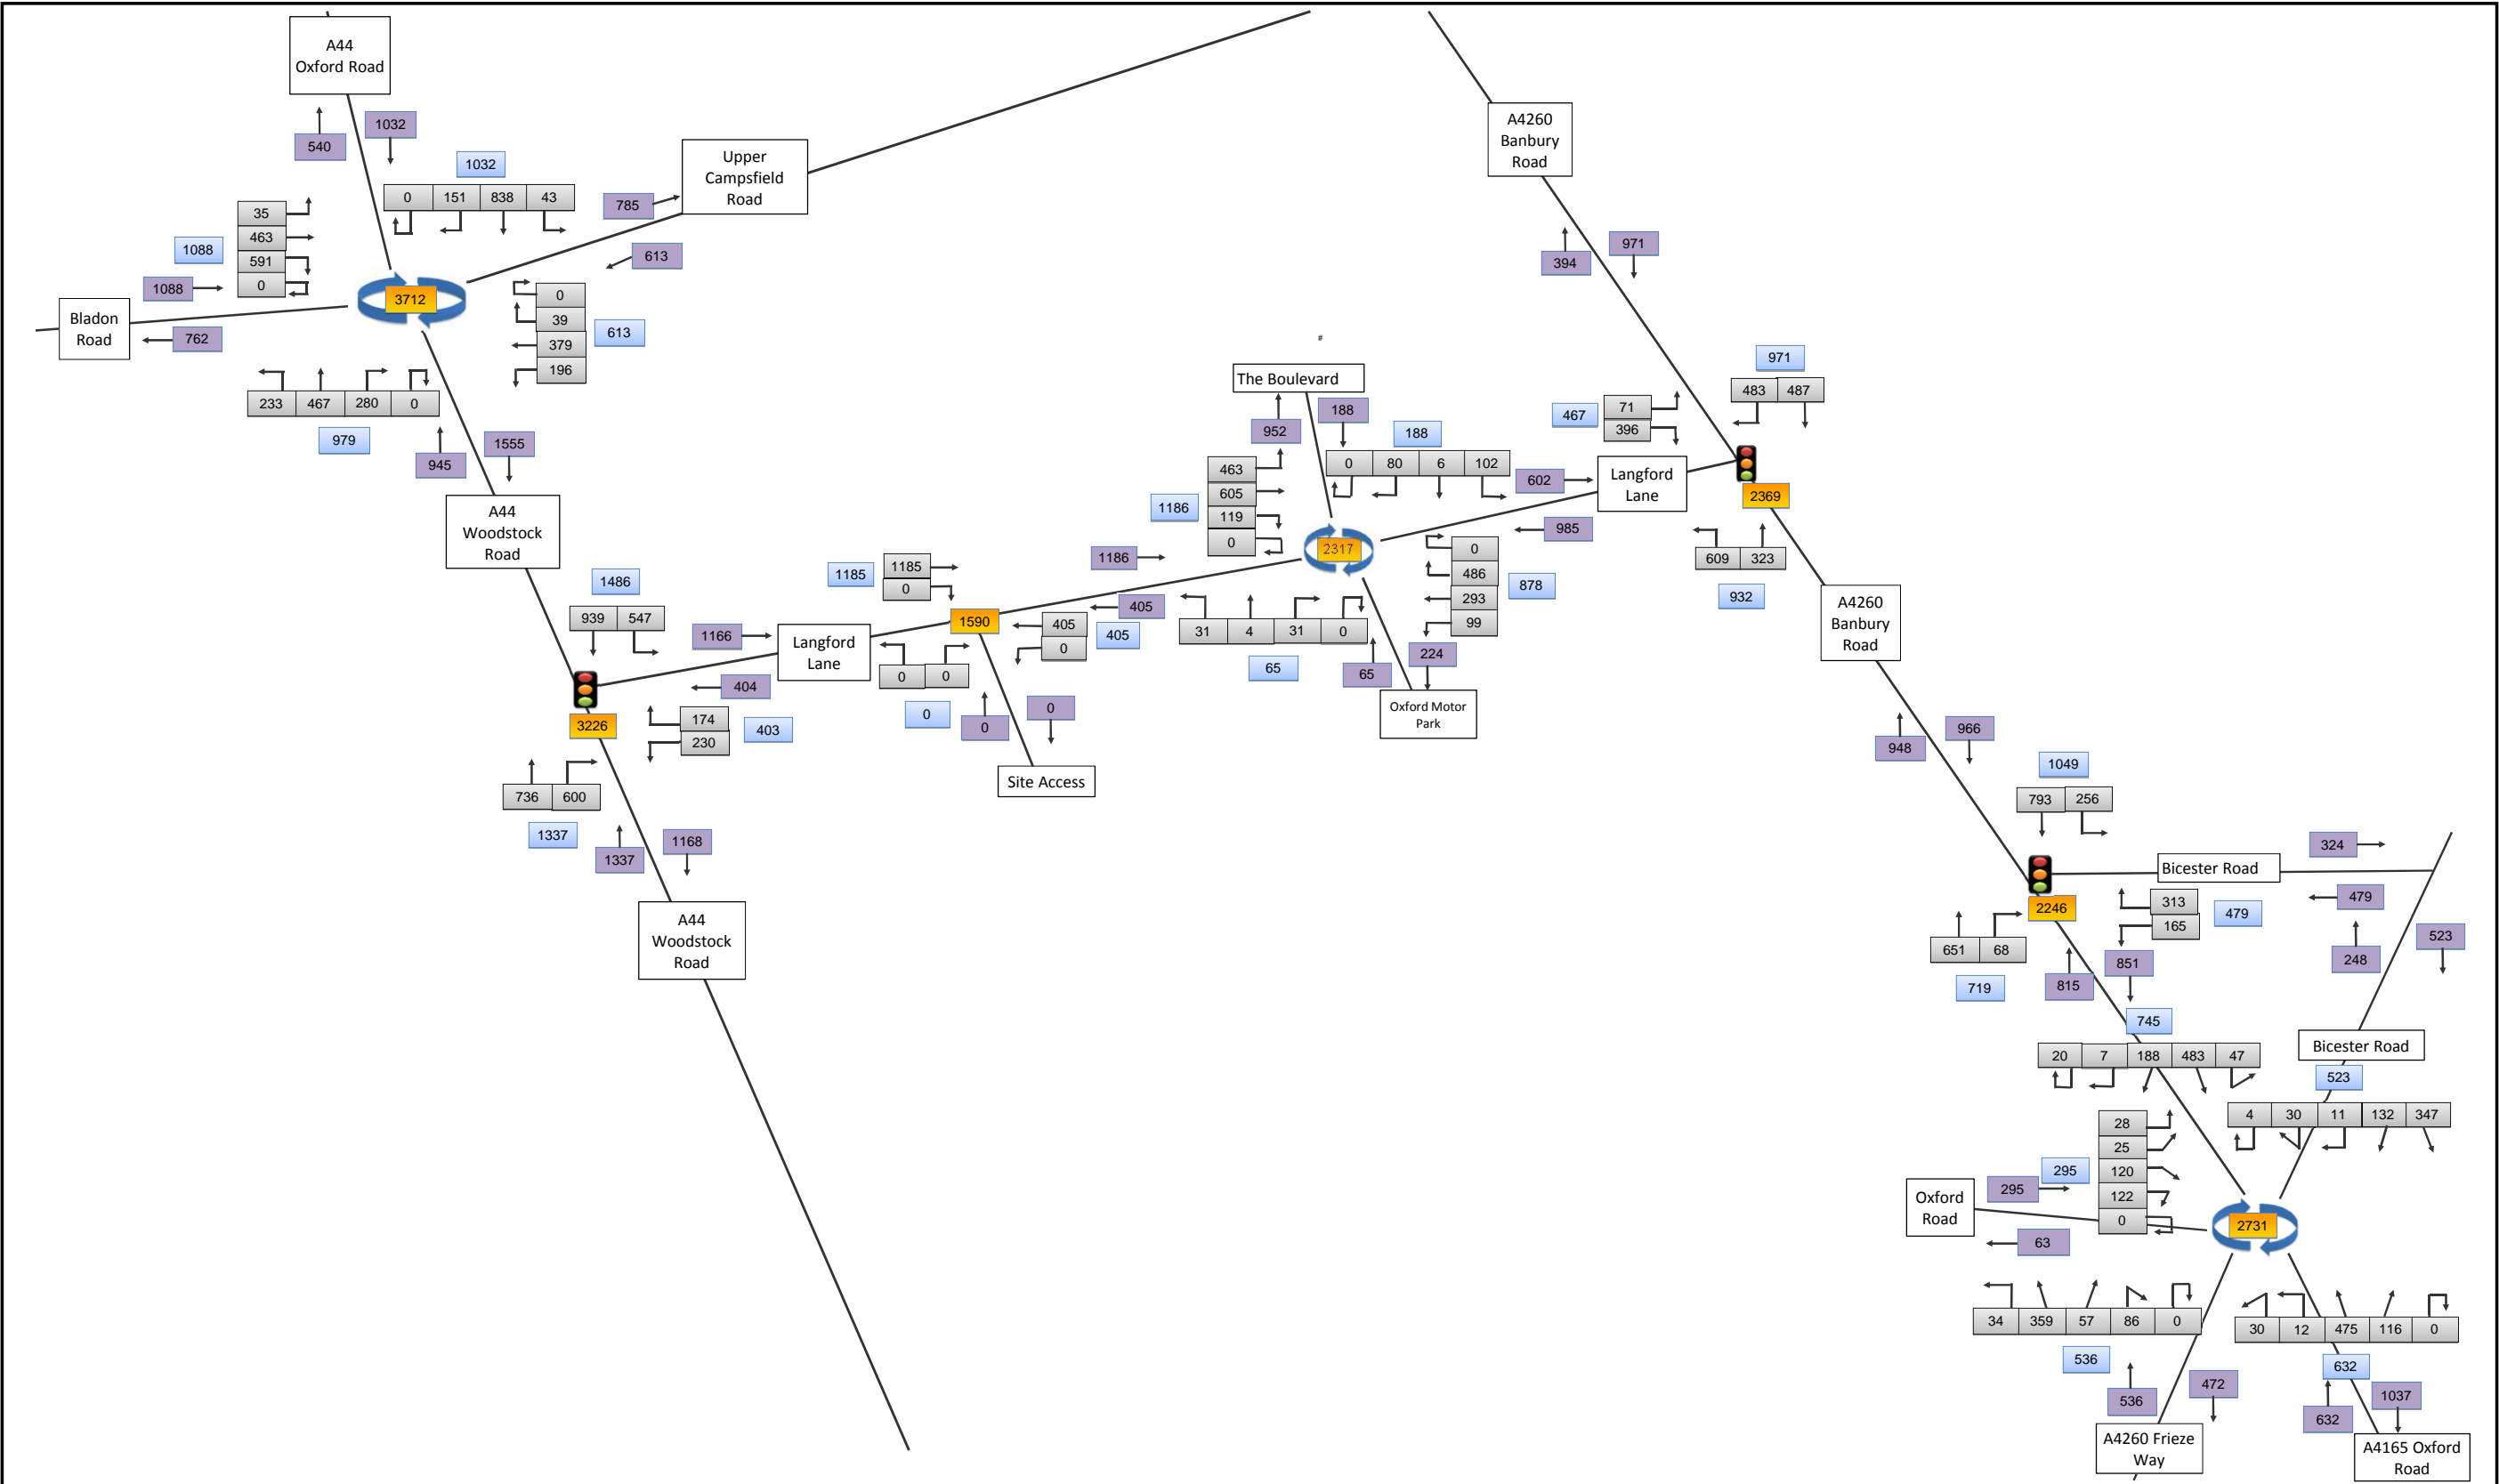 A44
Oxford Road
1032
540
1032
0 151 838 43
35
463
591
0
1088
1088
Bladon
Road
762
3712
785
Upper
Campsfield
Road
613
0
39
379
196
613
233 467 280 0
979
945
1555
A44
Woodstock
Road
1486
939 547
1166
Langford
Lane
404
3226
174
230
403
736 600
1337
1337
1168
A44
Woodstock
Road
1185
1185
0
1590
405
0
405
405
0 0
0
0
0
Site Access
1186
#
The Boulevard
952
188
188
0 80 6 102
463
605
119
0
1186
2317
0
486
293
99
878
31 4 31 0
65
65
224
Oxford Motor
Park
602
985
Langford
Lane
467
71
396
A4260
Banbury
Road
394
971
971
483 487
2369
609 323
932
A4260
Banbury
Road
948
966
1049
793 256
2246
Bicester Road
324
479
313
165
479
651 68
719
815
851
248
523
Bicester Road
745
20 7 188 483 47
523
4 30 11 132 347
28
25
120
122
0
295
295
Oxford
Road
63
2731
34 359 57 86 0
536
536
472
A4260 Frieze
Way
30 12 475 116 0
632
632
1037
A4165 Oxford
Road